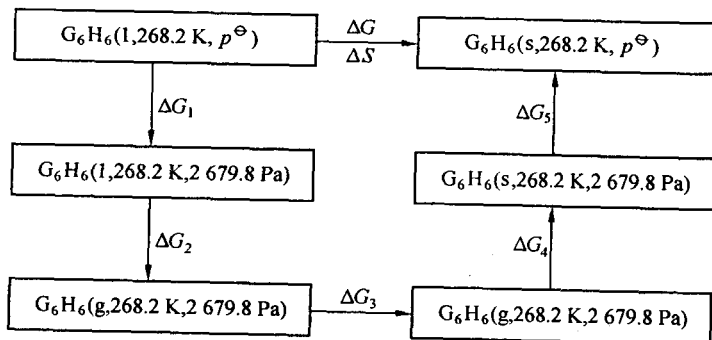 G₆H₆(1,268.2 K, p⊖)
ΔG
ΔS
G₆H₆(s,268.2 K, p⊖)
ΔG₁
ΔG₅
G₆H₆(1,268.2 K,2 679.8 Pa)
G₆H₆(s,268.2 K,2 679.8 Pa)
ΔG₂
ΔG₄
G₆H₆(g,268.2 K,2 679.8 Pa)
ΔG₃
G₆H₆(g,268.2 K,2 679.8 Pa)